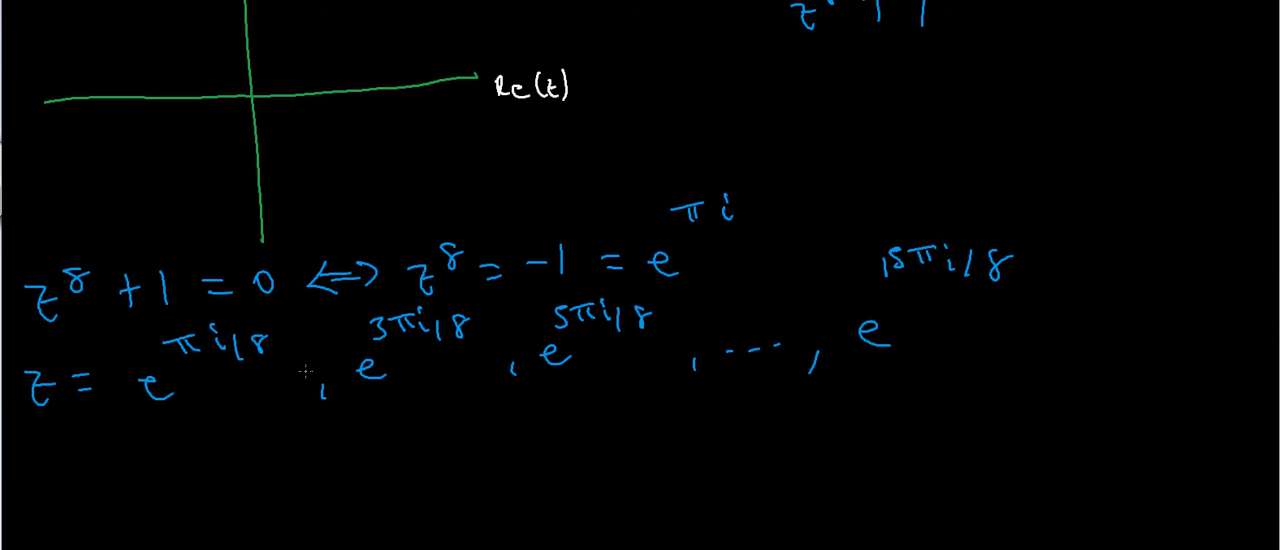 Re(z)
z^8 + 1 = 0 ⟺ z^8 = -1 = e^{πi}
z = e^{πi/8}, e^{3πi/8}, e^{5πi/8}, ..., e^{15πi/8}